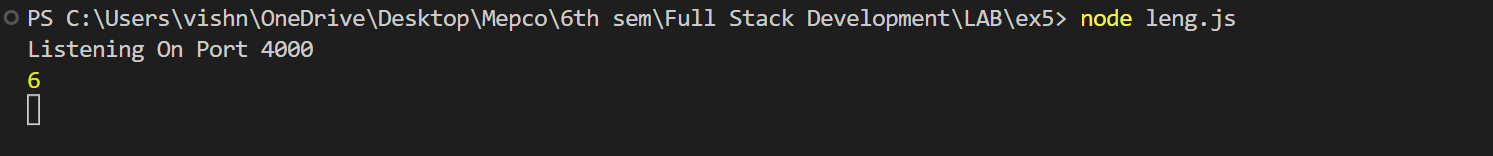 PS C:\Users\vishn\OneDrive\Desktop\Mepco\6th sem\Full Stack Development\LAB\ex5> node leng.js
Listening On Port 4000
6